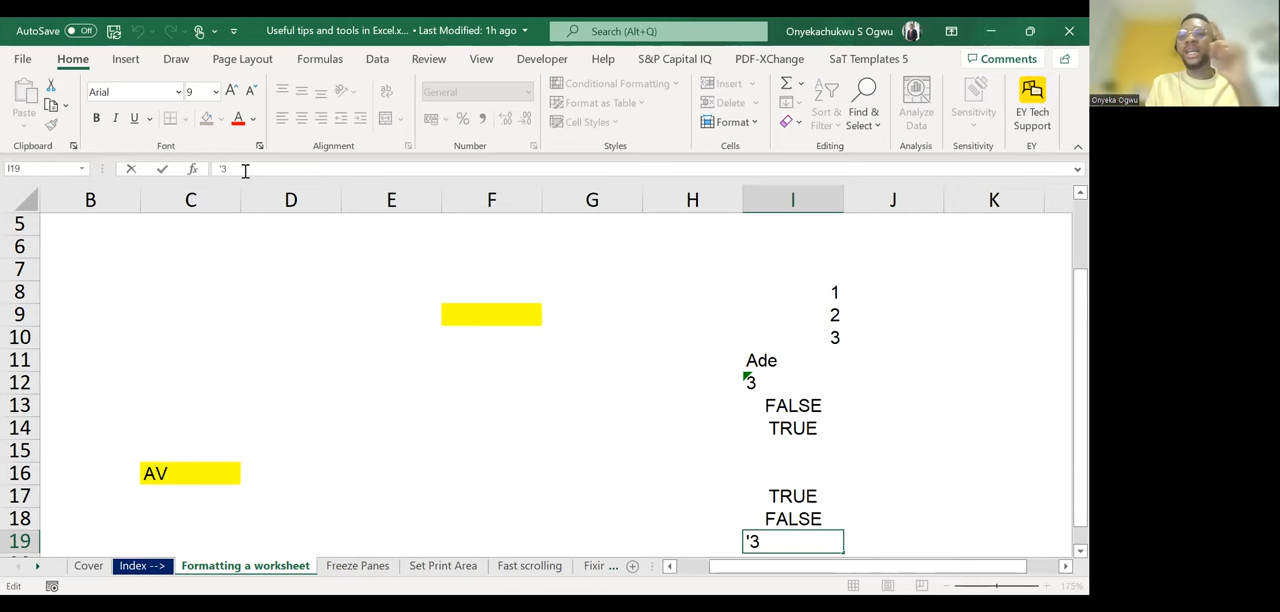 AutoSave Off Useful tips and tools in Excel.x... • Last Modified: 1h ago Search (Alt+Q) Onyekachukwu S Ogwu
File Home Insert Draw Page Layout Formulas Data Review View Developer Help S&P Capital IQ PDF-XChange SaT Templates 5 Comments
Paste Arial 9 A A ab General Conditional Formatting Insert Sort & Filter Find & Select Analyze Data Sensitivity EY Tech Support
B I U A % Format as Table Delete
Cell Styles Format
Clipboard Font Alignment Number Styles Cells Editing Analysis Sensitivity EY
Onyeka Ogwu
I19 fx '3
B C D E F G H I J K
5
6
7
8 1
9 2
10 3
11 Ade
12 3
13 FALSE
14 TRUE
15
16 AV
17 TRUE
18 FALSE
19 '3
Cover Index --> Formatting a worksheet Freeze Panes Set Print Area Fast scrolling Fixir ...
Edit 175%